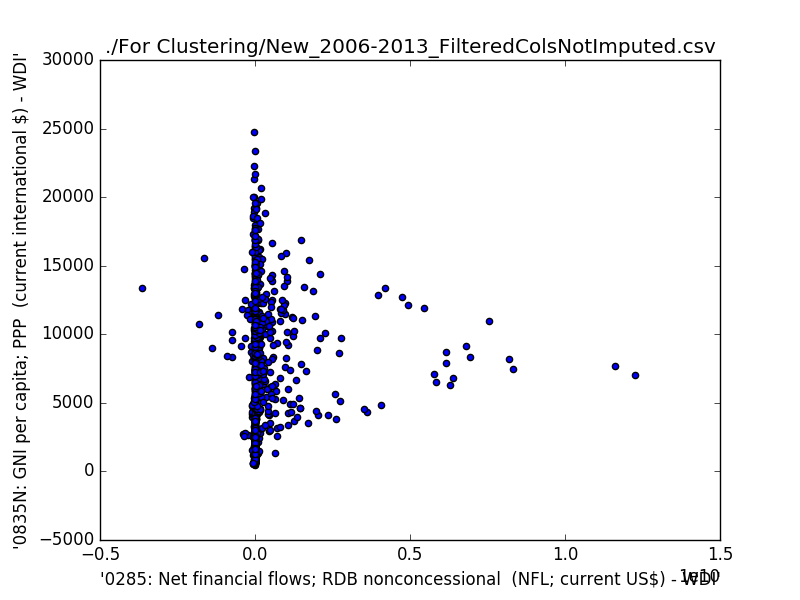 ./For Clustering/New_2006-2013_FilteredColsNotImputed.csv
30000
25000
20000
15000
10000
5000
0
−5000
'0835N: GNI per capita; PPP (current international $) - WDI'
−0.5 0.0 0.5 1.0 1.5
1e10
'0285: Net financial flows; RDB nonconcessional (NFL; current US$) - WDI'